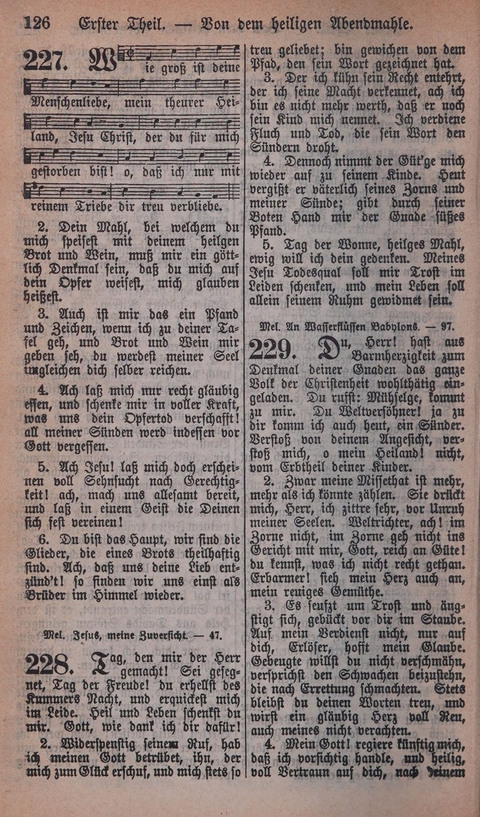 126 Erster Theil. — Von dem heiligen Abendmahle.
227. Wie groß ist deine
Menschenliebe, mein theurer Hei-
land, Jesu Christ, der du für mich
gestorben bist! o, daß ich nur mit
reinem Triebe dir treu verbliebe.
2. Dein Mahl, bei welchem du
mich speisest mit deinem heilgen
Brot und Wein, muß mir ein gött-
lich Denkmal sein, daß du mich auf
dein Opfer weisest, mich glauben
heißest.
3. Auch ist mir das ein Pfand
und Zeichen, wenn ich zu deiner Ta-
fel geh, und Brot und Wein mir
geben seh, du werdest meiner Seel
imgleichen dich selber reichen.
4. Ach laß mich nur recht gläubig
essen, und schenke mir in voller Kraft,
was uns dein Opfertod verschafft!
all meiner Sünden werd indessen vor
Gott vergessen.
5. Ach Jesu! laß mich doch erschei-
nen voll Sehnsucht nach Gerechtig-
keit! ach, mach uns allesamt bereit,
und laß in einem Geist die Deinen
sich fest vereinen!
6. Du bist das Haupt, wir sind die
Glieder, die eines Brots theilhaftig
sind. Ach, daß uns deine Lieb ent-
zünd't! so finden wir uns einst als
Brüder im Himmel wieder.
Mel. Jesus, meine Zuversicht. — 47.
228. Tag, den mir der Herr
gemacht! Sei geseg-
net, Tag der Freude! du erhellst des
Kummers Nacht, und erquickest mich
im Leide. Heil und Leben schenkst du
mir. Gott, wie dank ich dir dafür!
2. Widerspenstig seinem Ruf, hab
ich meinen Gott betrübet, ihn, der
mich zum Glück erschuf, und mich stets so
treu geliebet; bin gewichen von dem
Pfad, den sein Wort gezeichnet hat.
3. Der ich kühn sein Recht entehrt,
der ich seine Macht verkennet, ach ich
bin es nicht mehr werth, daß er noch
sein Kind mich nennet. Ich verdiene
Fluch und Tod, die sein Wort den
Sündern droht.
4. Dennoch nimmt der Güt'ge mich
wieder auf zu seinem Kinde. Heut
vergißt er väterlich seines Zorns und
meiner Sünde; gibt durch seiner
Boten Hand mir der Gnade süßes
Pfand.
5. Tag der Wonne, heilges Mahl,
ewig will ich dein gedenken. Meines
Jesu Todesqual soll mir Trost im
Leiden schenken, und mein Leben soll
allein seinem Ruhm gewidmet sein.
Mel. An Wasserflüssen Babylons. — 97.
229. Du, Herr! hast aus
Barmherzigkeit zum
Denkmal deiner Gnaden das ganze
Volk der Christenheit wohlthätig ein-
geladen. Du rufst: Mühselge, kommt
zu mir. Du Weltversöhner! ja zu
dir komm ich auch heut, ein Sünder.
Verstoß von deinem Angesicht, ver-
stoß mich, o mein Heiland! nicht,
vom Erbtheil deiner Kinder.
2. Zwar meine Missethat ist mehr,
mehr als ich könnte zählen. Sie drückt
mich, Herr, ich zittre sehr, vor Unruh
meiner Seelen. Weltrichter, ach! im
Zorne nicht, im Zorne geh nicht ins
Gericht mit mir, Gott, reich an Güte!
du kennst, was ich nicht recht gethan.
Erbarmer! sieh mein Herz auch an,
mein reuiges Gemüthe.
3. Es seufzt um Trost und äng-
stigt sich, gebückt vor dir im Staube.
Auf mein Verdienst nicht, nur auf
dich, Erlöser, hofft mein Glaube.
Gebeugte willst du nicht verschmähn,
versprichst den Schwachen beizustehn,
die nach Errettung schmachten. Stets
bleibst du deinen Worten treu, und
wirst ein gläubig Herz voll Reu,
auch meines nicht verachten.
4. Mein Gott! regiere künftig mich,
daß ich vorsichtig handle, und heilig,
voll Vertraun auf dich, nach deinem